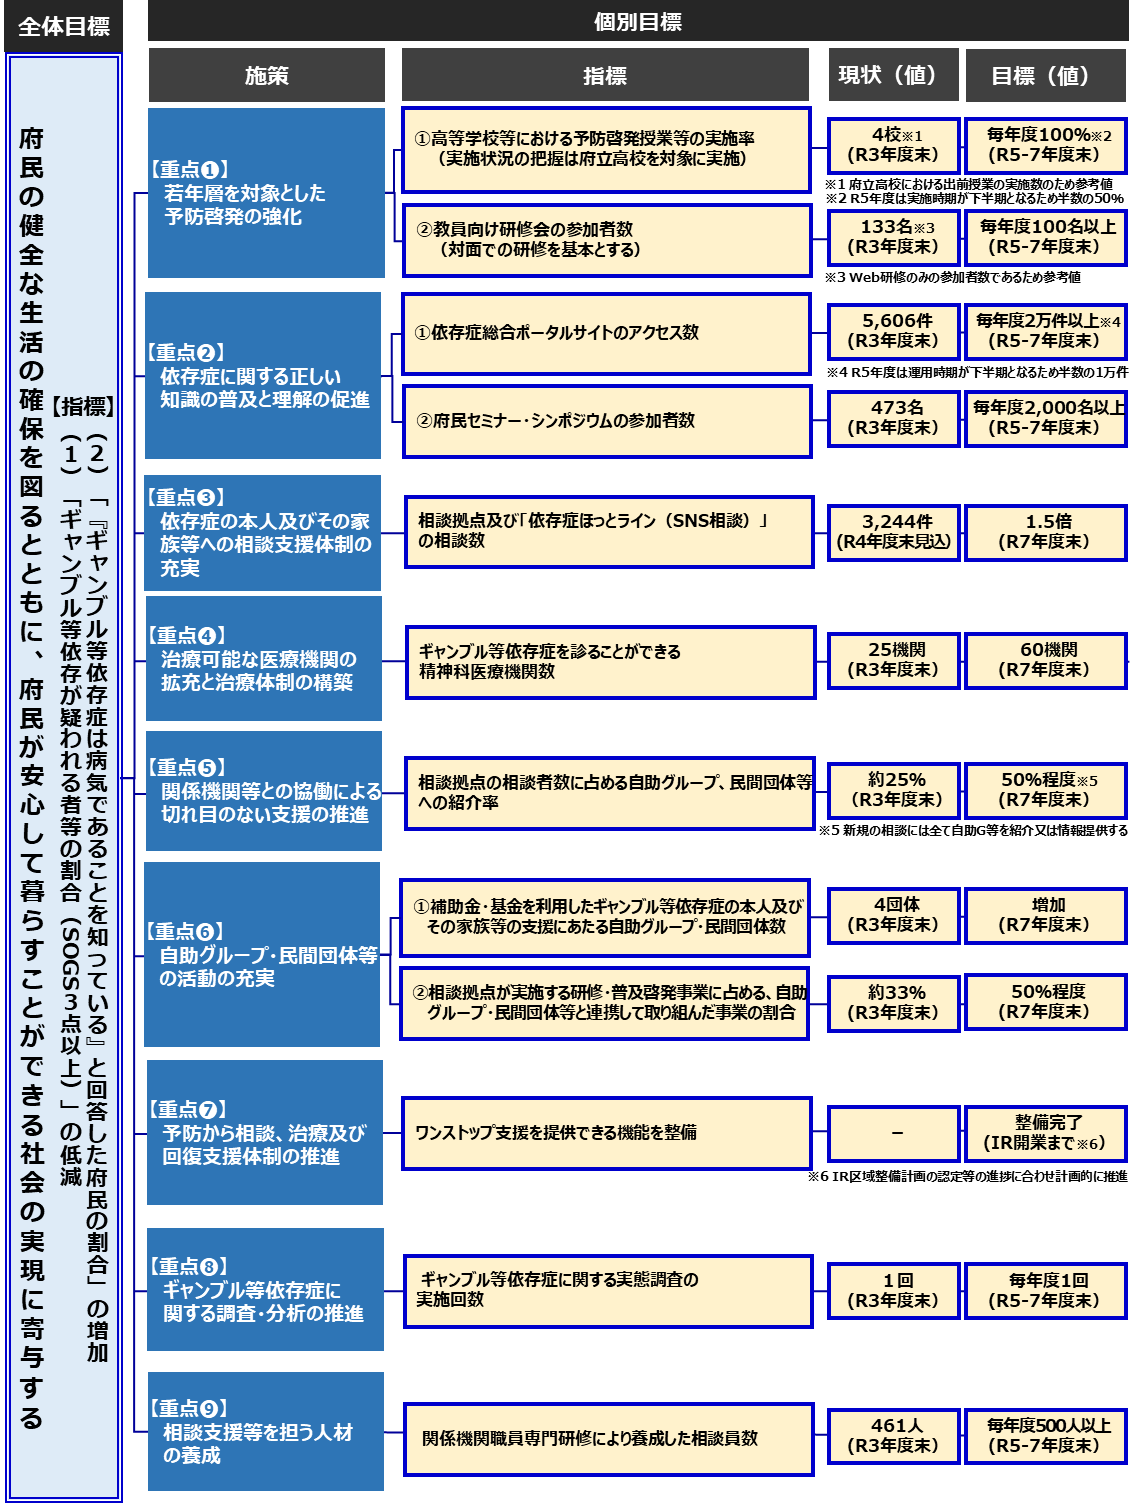 全体目標
府民の健全な生活の確保を図るとともに、府民が安心して暮らすことができる社会の実現に寄与する
【指標】
(1)「ギャンブル等依存が疑われる者等の割合（SOGS3点以上）」の低減
(2)「『ギャンブル等依存症は病気であることを知っている』と回答した府民の割合」の増加
個別目標
施策
指標
現状（値）
目標（値）
【重点❶】
若年層を対象とした
予防啓発の強化
①高等学校等における予防啓発授業等の実施率
（実施状況の把握は府立高校を対象に実施）
4校※1
(R3年度末)
毎年度100%※2
(R5-7年度末)
※1 府立高校における出前授業の実施数のため参考値
※2 R5年度は実施時期が下半期となるため半数の50%
②教員向け研修会の参加者数
（対面での研修を基本とする）
133名※3
(R3年度末)
毎年度100名以上
(R5-7年度末)
※3 Web研修のみの参加者数であるため参考値
【重点❷】
依存症に関する正しい
知識の普及と理解の促進
①依存症総合ポータルサイトのアクセス数
5,606件
(R3年度末)
毎年度2万件以上※4
(R5-7年度末)
※4 R5年度は運用時期が下半期となるため半数の1万件
②府民セミナー・シンポジウムの参加者数
473名
(R3年度末)
毎年度2,000名以上
(R5-7年度末)
【重点❸】
依存症の本人及びその家
族等への相談支援体制の
充実
相談拠点及び「依存症ほっとライン（SNS相談）」
の相談数
3,244件
(R4年度末見込)
1.5倍
(R7年度末)
【重点❹】
治療可能な医療機関の
拡充と治療体制の構築
ギャンブル等依存症を診ることができる
精神科医療機関数
25機関
(R3年度末)
60機関
(R7年度末)
【重点❺】
関係機関等との協働による
切れ目のない支援の推進
相談拠点の相談者数に占める自助グループ、民間団体等
への紹介率
約25%
（R3年度末）
50%程度※5
(R7年度末)
※5 新規の相談には全て自助G等を紹介又は情報提供する
【重点❻】
自助グループ・民間団体等
の活動の充実
①補助金・基金を利用したギャンブル等依存症の本人及び
その家族等の支援にあたる自助グループ・民間団体数
4団体
(R3年度末)
増加
(R7年度末)
②相談拠点が実施する研修・普及啓発事業に占める、自助
グループ・民間団体等と連携して取り組んだ事業の割合
約33%
(R3年度末)
50%程度
(R7年度末)
【重点❼】
予防から相談、治療及び
回復支援体制の推進
ワンストップ支援を提供できる機能を整備
–
整備完了
(IR開業まで※6)
※6 IR区域整備計画の認定等の進捗に合わせ計画的に推進
【重点❽】
ギャンブル等依存症に
関する調査・分析の推進
ギャンブル等依存症に関する実態調査の
実施回数
1回
(R3年度末)
毎年度1回
(R5-7年度末)
【重点❾】
相談支援等を担う人材
の養成
関係機関職員専門研修により養成した相談員数
461人
(R3年度末)
毎年度500人以上
(R5-7年度末)